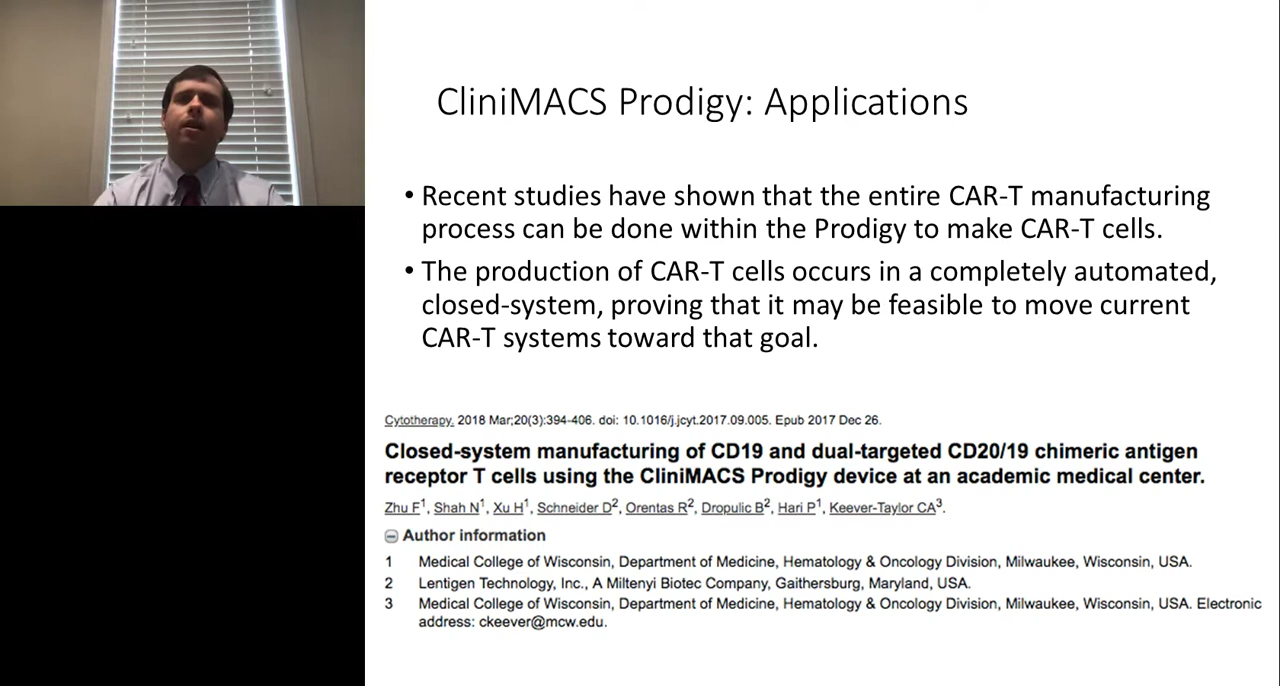 CliniMACS Prodigy: Applications
• Recent studies have shown that the entire CAR-T manufacturing
process can be done within the Prodigy to make CAR-T cells.
• The production of CAR-T cells occurs in a completely automated,
closed-system, proving that it may be feasible to move current
CAR-T systems toward that goal.
Cytotherapy. 2018 Mar;20(3):394-406. doi: 10.1016/j.jcyt.2017.09.005. Epub 2017 Dec 26.
Closed-system manufacturing of CD19 and dual-targeted CD20/19 chimeric antigen
receptor T cells using the CliniMACS Prodigy device at an academic medical center.
Zhu F1, Shah N1, Xu H1, Schneider D2, Orentas R2, Dropulic B2, Hari P1, Keever-Taylor CA3.
Author information
1 Medical College of Wisconsin, Department of Medicine, Hematology & Oncology Division, Milwaukee, Wisconsin, USA.
2 Lentigen Technology, Inc., A Miltenyi Biotec Company, Gaithersburg, Maryland, USA.
3 Medical College of Wisconsin, Department of Medicine, Hematology & Oncology Division, Milwaukee, Wisconsin, USA. Electronic
address: ckeever@mcw.edu.